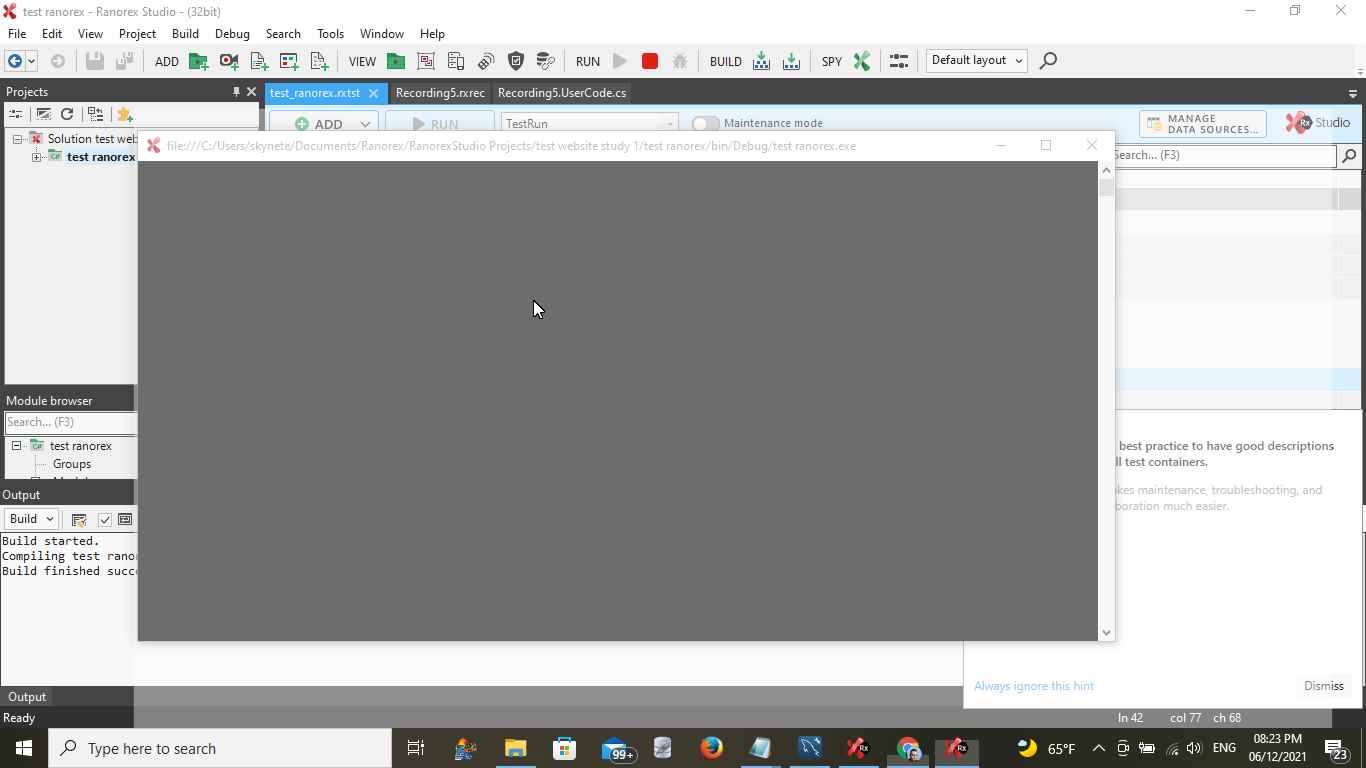 test ranorex - Ranorex Studio - (32bit)
File Edit View Project Build Debug Search Tools Window Help
ADD VIEW RUN BUILD SPY Default layout
Projects
test_ranorex.rxtst Recording5.rxrec Recording5.UserCode.cs
ADD RUN TestRun Maintenance mode MANAGE DATA SOURCES... Rx Studio
Solution test web
test ranorex
file:///C:/Users/skynete/Documents/Ranorex/RanorexStudio Projects/test website study 1/test ranorex/bin/Debug/test ranorex.exe
Search... (F3)
Module browser
Search... (F3)
test ranorex
Groups
best practice to have good descriptions
test containers.
maintenance, troubleshooting, and
much easier.
Output
Build
Build started.
Compiling test
Build finished
Always ignore this hint Dismiss
Output
Ready ln 42 col 77 ch 68
Type here to search 99+ 65°F ENG 08:23 PM
06/12/2021 23